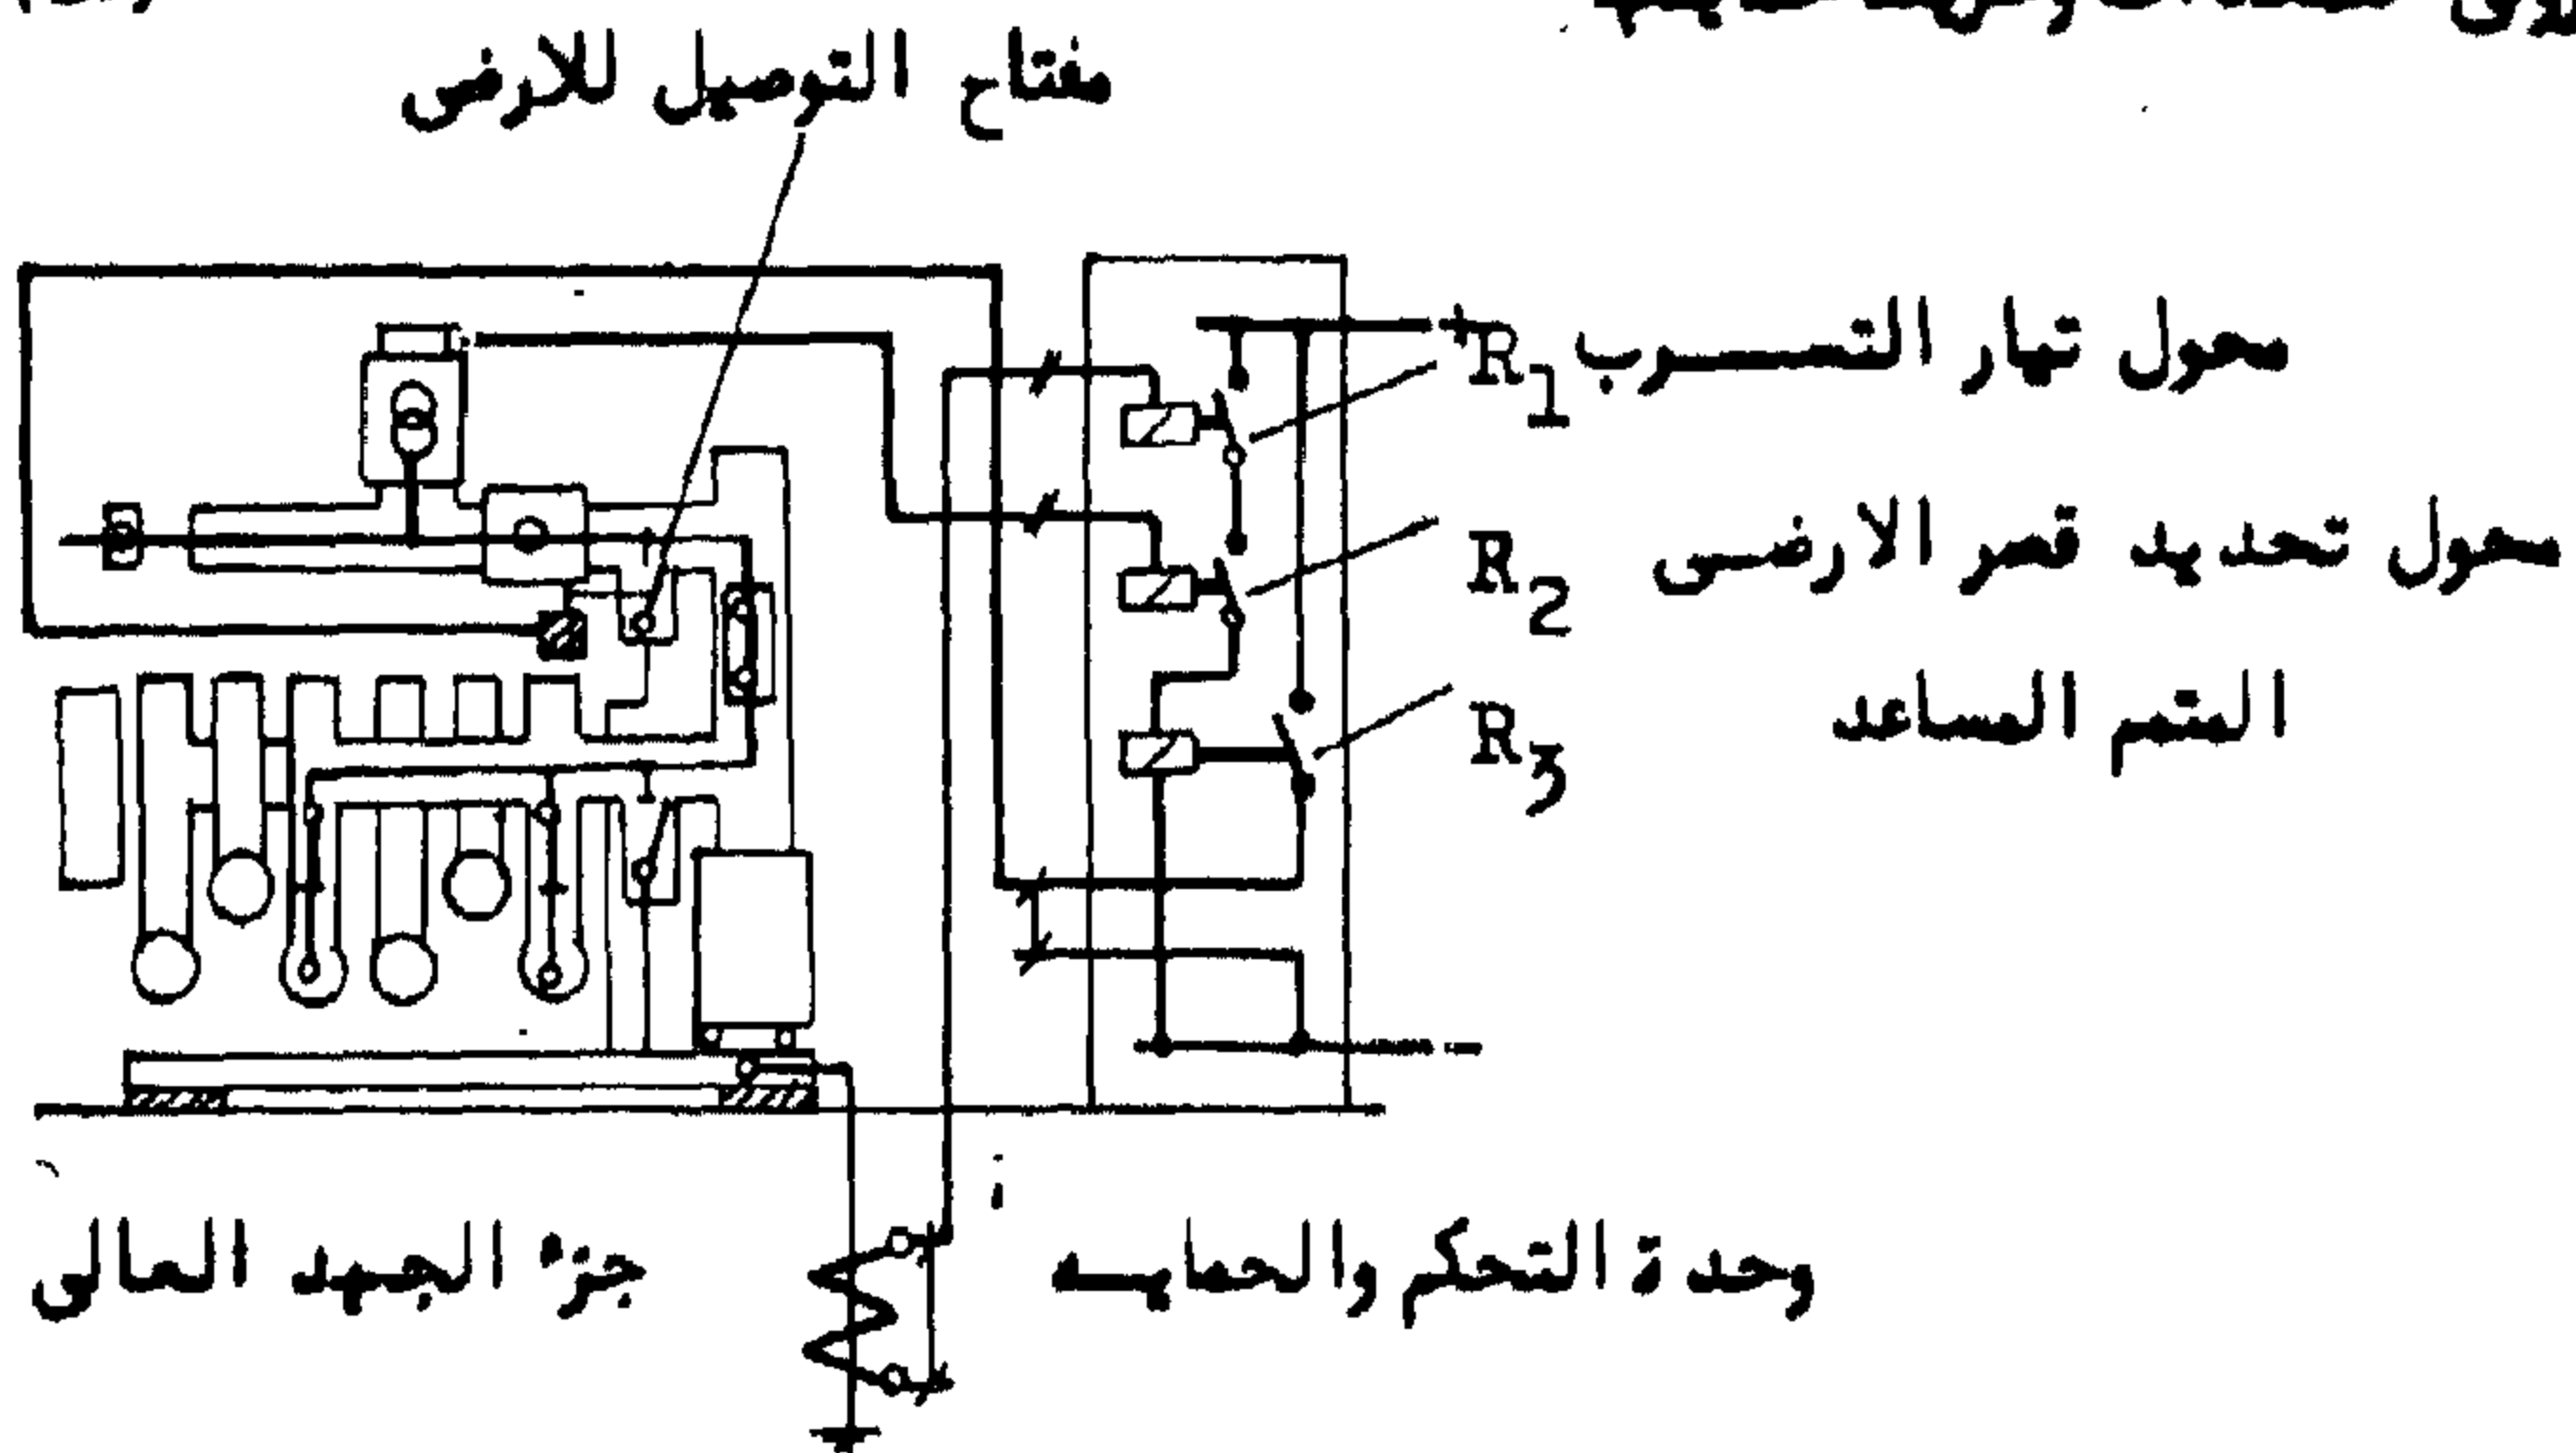 مفتاح التوصيل للارض
+
R1 محول تيار التسرب
R2 محول تحديد قصر الارضى
R3 المتمم المساعد
-
جزء الجهد العالى
وحدة التحكم والحمايه